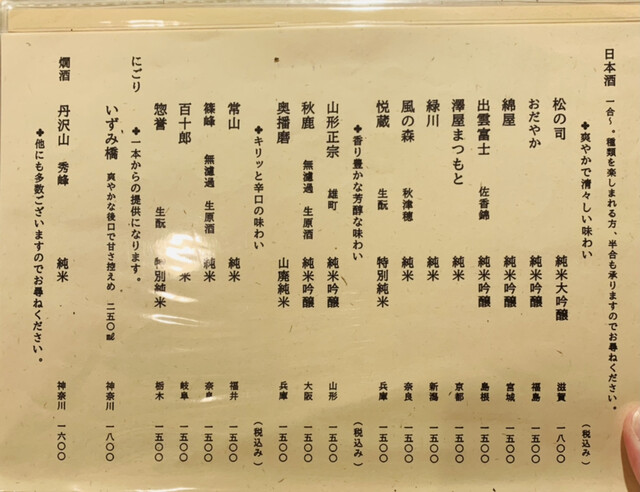 日本酒 一合～。種類を楽しまれる方、半合も承りますのでお尋ねください。
❖爽やかで清々しい味わい (税込み)
松の司 純米大吟醸 滋賀 一八〇〇
おだやか 純米吟醸 福島 一五〇〇
綿屋 純米吟醸 宮城 一五〇〇
出雲富士 佐香錦 純米吟醸 島根 一五〇〇
澤屋まつもと 純米 京都 一五〇〇
緑川 純米 新潟 一五〇〇
風の森 秋津穂 純米 奈良 一五〇〇
悦蔵 生酛 特別純米 兵庫 一五〇〇
❖香り豊かな芳醇な味わい (税込み)
山形正宗 雄町 純米吟醸 山形 一五〇〇
秋鹿 無濾過 生原酒 純米吟醸 大阪 一五〇〇
奥播磨 山廃純米 兵庫 一五〇〇
❖キリッと辛口の味わい (税込み)
常山 純米 福井 一五〇〇
篠峰 無濾過 生原酒 純米 奈良 一五〇〇
百十郎 米 岐阜 一五〇〇
惣誉 生酛 特別純米 栃木 一五〇〇
にごり ❖一本からの提供になります。
いずみ橋 爽やかな後口で甘さ控えめ 二五〇㎖ 神奈川 一八〇〇
燗酒 丹沢山 秀峰 純米 神奈川 一六〇〇
❖他にも多数ございますのでお尋ねください。